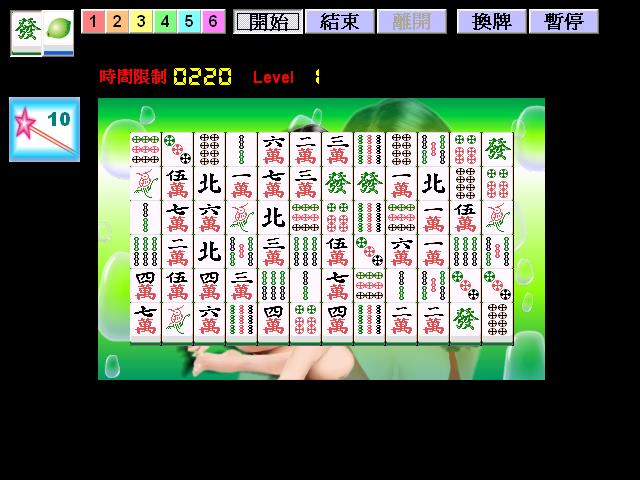 發 1 2 3 4 5 6 開始 結束 離開 換牌 暫停
時間限制 0220 Level 1
10
六萬 二萬 三萬 發
伍萬 北 一萬 七萬 三萬 發 發 一萬 北
七萬 六萬 北 一萬 伍萬
二萬 北 三萬 伍萬 六萬 一萬
四萬 伍萬 四萬 三萬 七萬
七萬 六萬 四萬 四萬 二萬 二萬 發